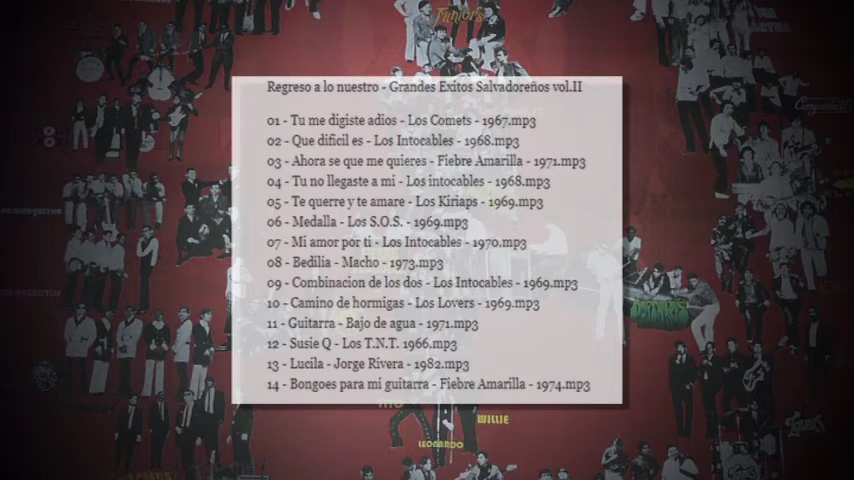 Juniors
Regreso a lo nuestro - Grandes Exitos Salvadoreños vol.II
01 - Tu me digiste adios - Los Comets - 1967.mp3
02 - Que dificil es - Los Intocables - 1968.mp3
03 - Ahora se que me quieres - Fiebre Amarilla - 1971.mp3
04 - Tu no llegaste a mi - Los intocables - 1968.mp3
05 - Te querre y te amare - Los Kiriaps - 1969.mp3
06 - Medalla - Los S.O.S. - 1969.mp3
07 - Mi amor por ti - Los Intocables - 1970.mp3
08 - Bedilia - Macho - 1973.mp3
09 - Combinacion de los dos - Los Intocables - 1969.mp3
10 - Camino de hormigas - Los Lovers - 1969.mp3
11 - Guitarra - Bajo de agua - 1971.mp3
12 - Susie Q - Los T.N.T. 1966.mp3
13 - Lucila - Jorge Rivera - 1982.mp3
14 - Bongoes para mi guitarra - Fiebre Amarilla - 1974.mp3
WILLIE
LEONARDO